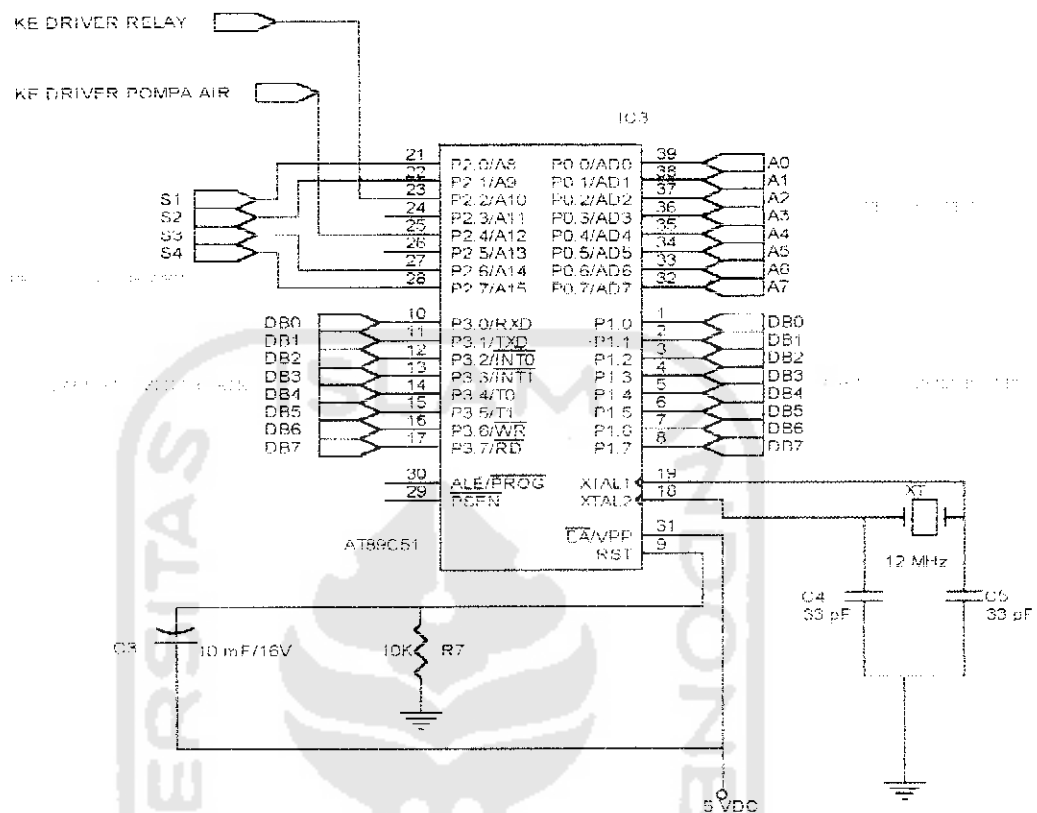 KE DRIVER RELAY
KE DRIVER POMPA AIR
IC3
21 P2.0/A8 P0.0/AD0 39 A0
22 P2.1/A9 P0.1/AD1 38 A1
S1 23 P2.2/A10 P0.2/AD2 37 A2
S2 24 P2.3/A11 P0.3/AD3 36 A3
S3 25 P2.4/A12 P0.4/AD4 35 A4
S4 26 P2.5/A13 P0.5/AD5 34 A5
27 P2.6/A14 P0.6/AD6 33 A6
28 P2.7/A15 P0.7/AD7 32 A7
DB0 10 P3.0/RXD P1.0 1 DB0
DB1 11 P3.1/TXD P1.1 2 DB1
DB2 12 P3.2/INT0 P1.2 3 DB2
DB3 13 P3.3/INT1 P1.3 4 DB3
DB4 14 P3.4/T0 P1.4 5 DB4
DB5 15 P3.5/T1 P1.5 6 DB5
DB6 16 P3.6/WR P1.6 7 DB6
DB7 17 P3.7/RD P1.7 8 DB7
30 ALE/PROG XTAL1 19
29 PSEN XTAL2 18
XT
EA/VPP 31
AT89C51 RST 9
12 MHz
C4 33 pF
C5 33 pF
C3 10 mF/16V
10K R7
5 VDC
ERSITAS
ISLAM
INDONE